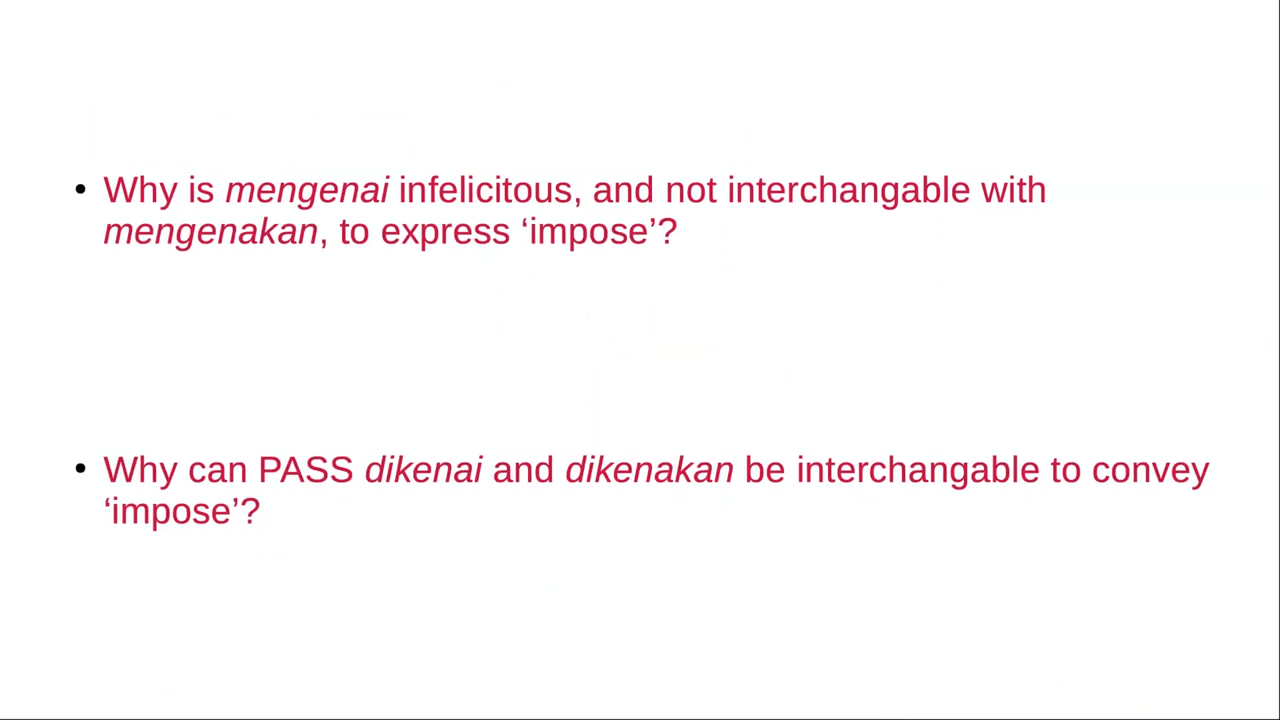 • Why is mengenai infelicitous, and not interchangable with
mengenakan, to express ‘impose’?
• Why can PASS dikenai and dikenakan be interchangable to convey
‘impose’?